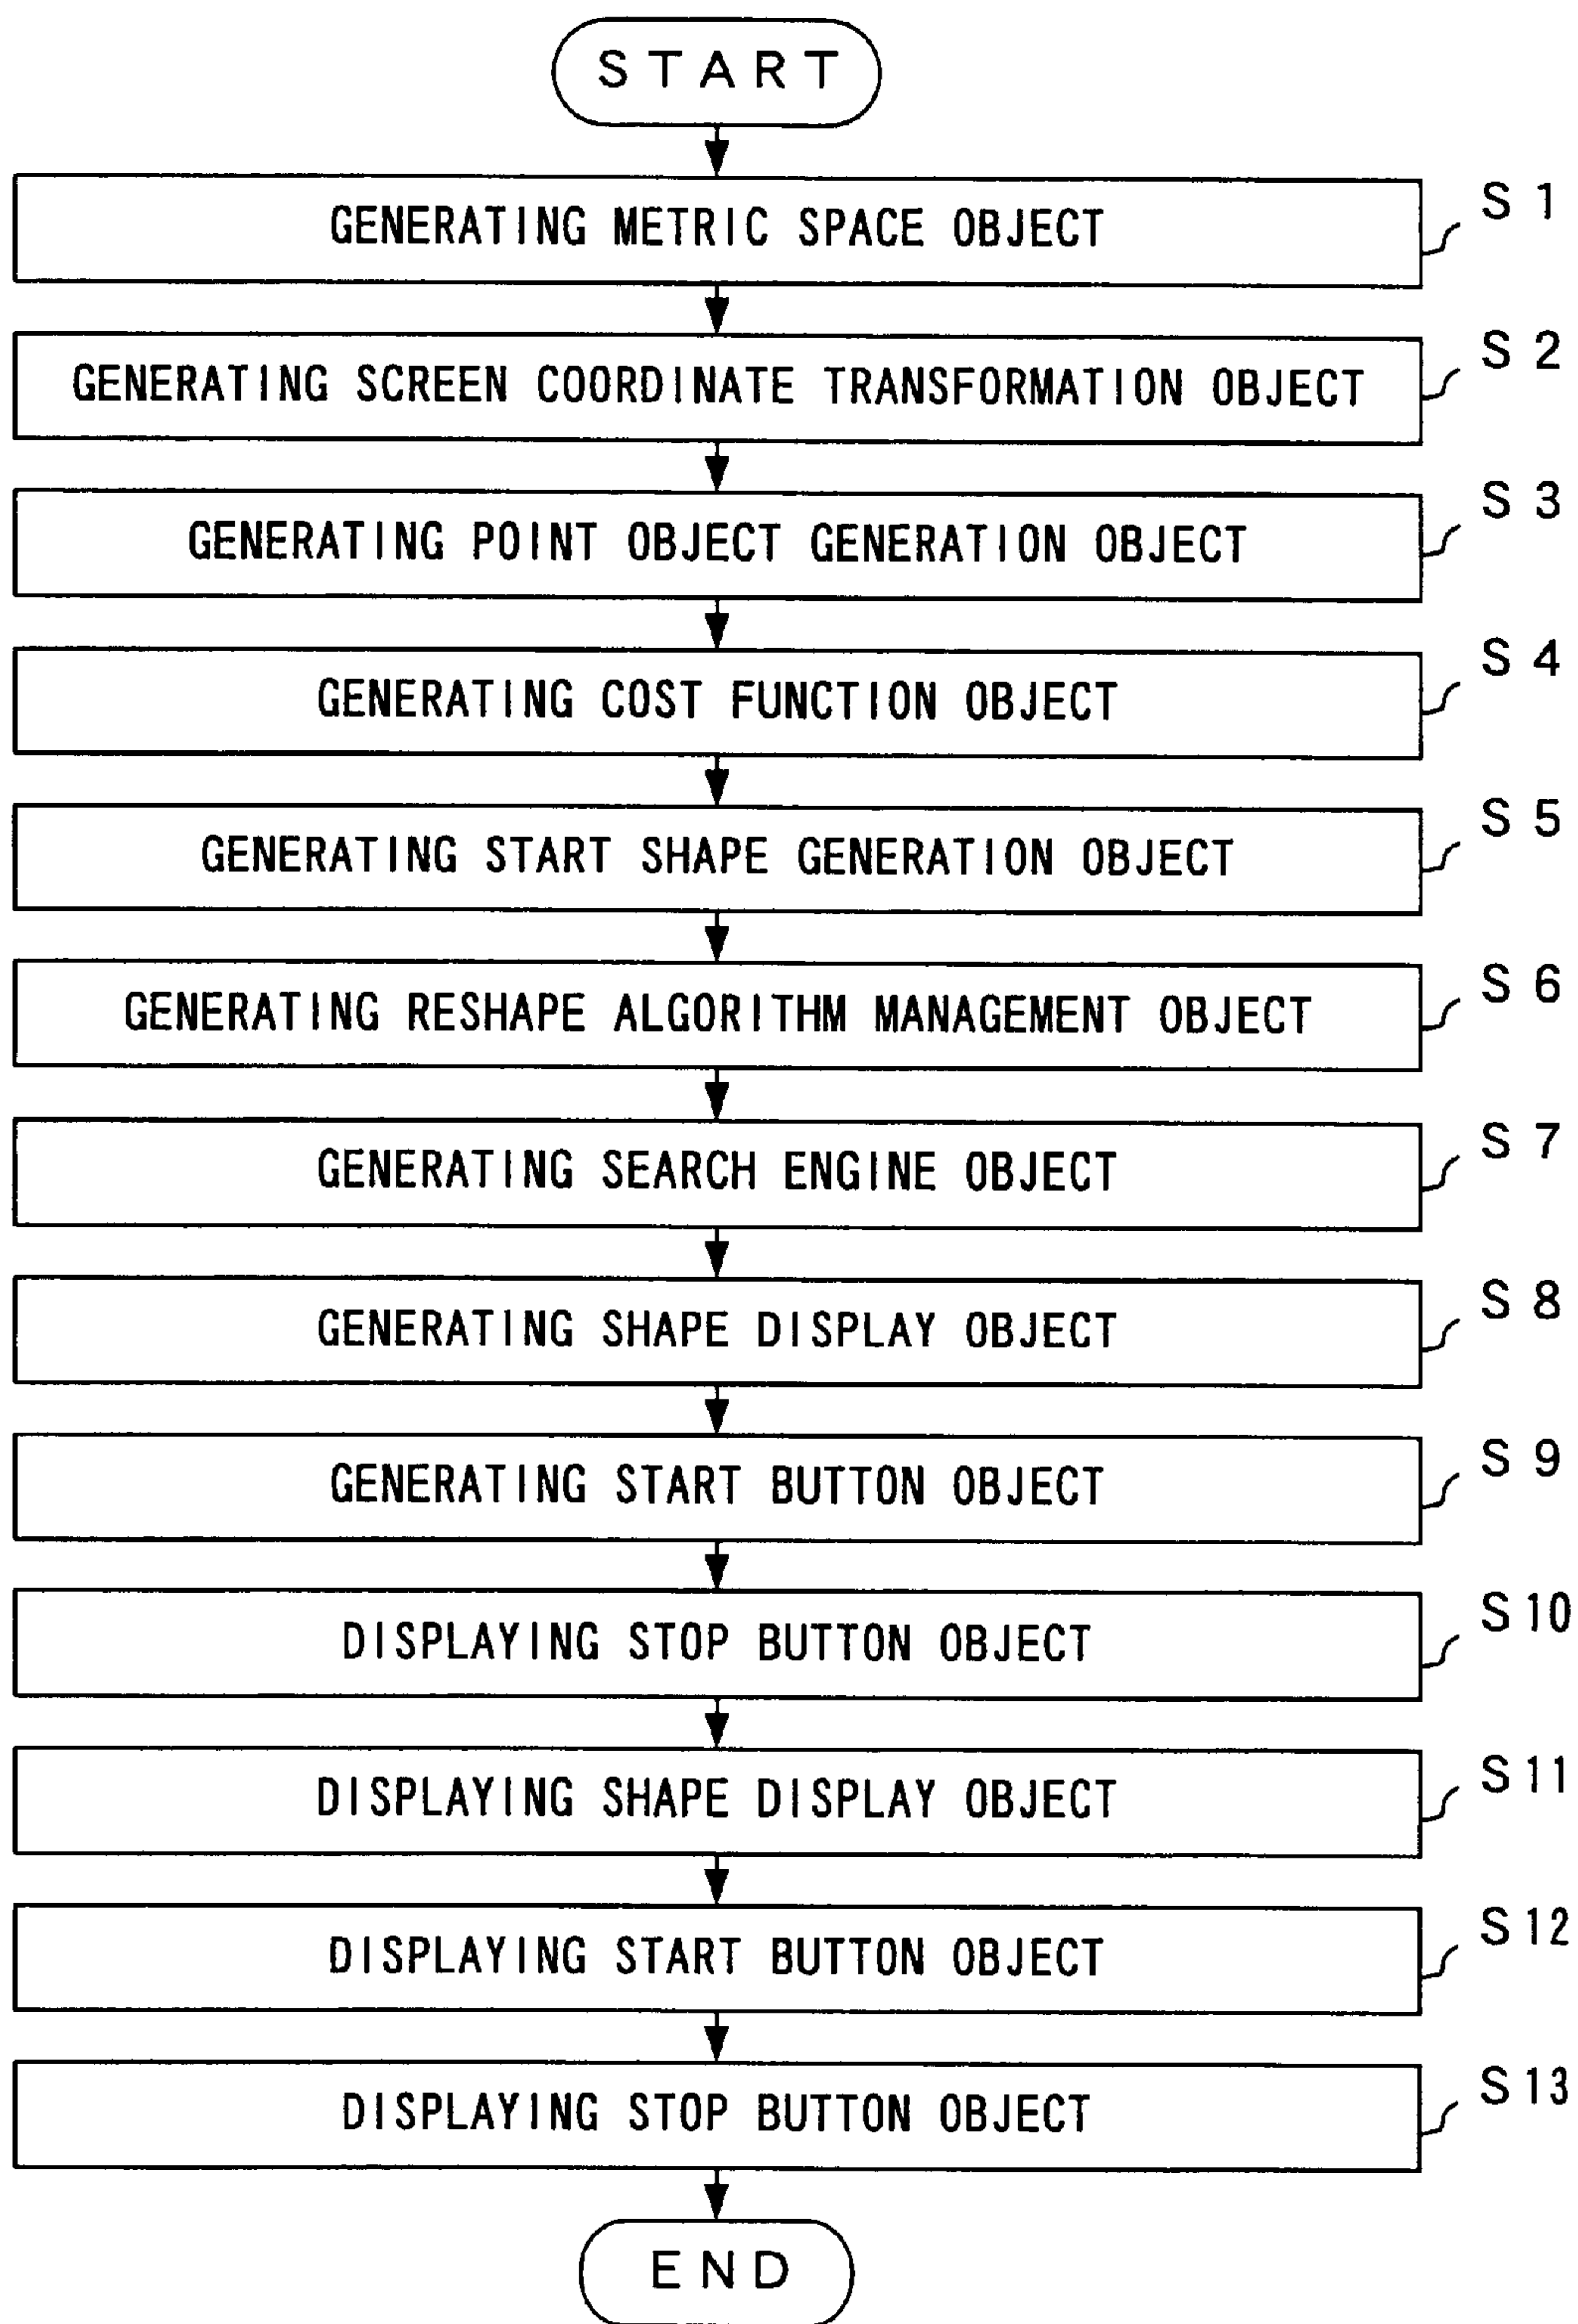 START
GENERATING METRIC SPACE OBJECT
S1
GENERATING SCREEN COORDINATE TRANSFORMATION OBJECT
S2
GENERATING POINT OBJECT GENERATION OBJECT
S3
GENERATING COST FUNCTION OBJECT
S4
GENERATING START SHAPE GENERATION OBJECT
S5
GENERATING RESHAPE ALGORITHM MANAGEMENT OBJECT
S6
GENERATING SEARCH ENGINE OBJECT
S7
GENERATING SHAPE DISPLAY OBJECT
S8
GENERATING START BUTTON OBJECT
S9
DISPLAYING STOP BUTTON OBJECT
S10
DISPLAYING SHAPE DISPLAY OBJECT
S11
DISPLAYING START BUTTON OBJECT
S12
DISPLAYING STOP BUTTON OBJECT
S13
END